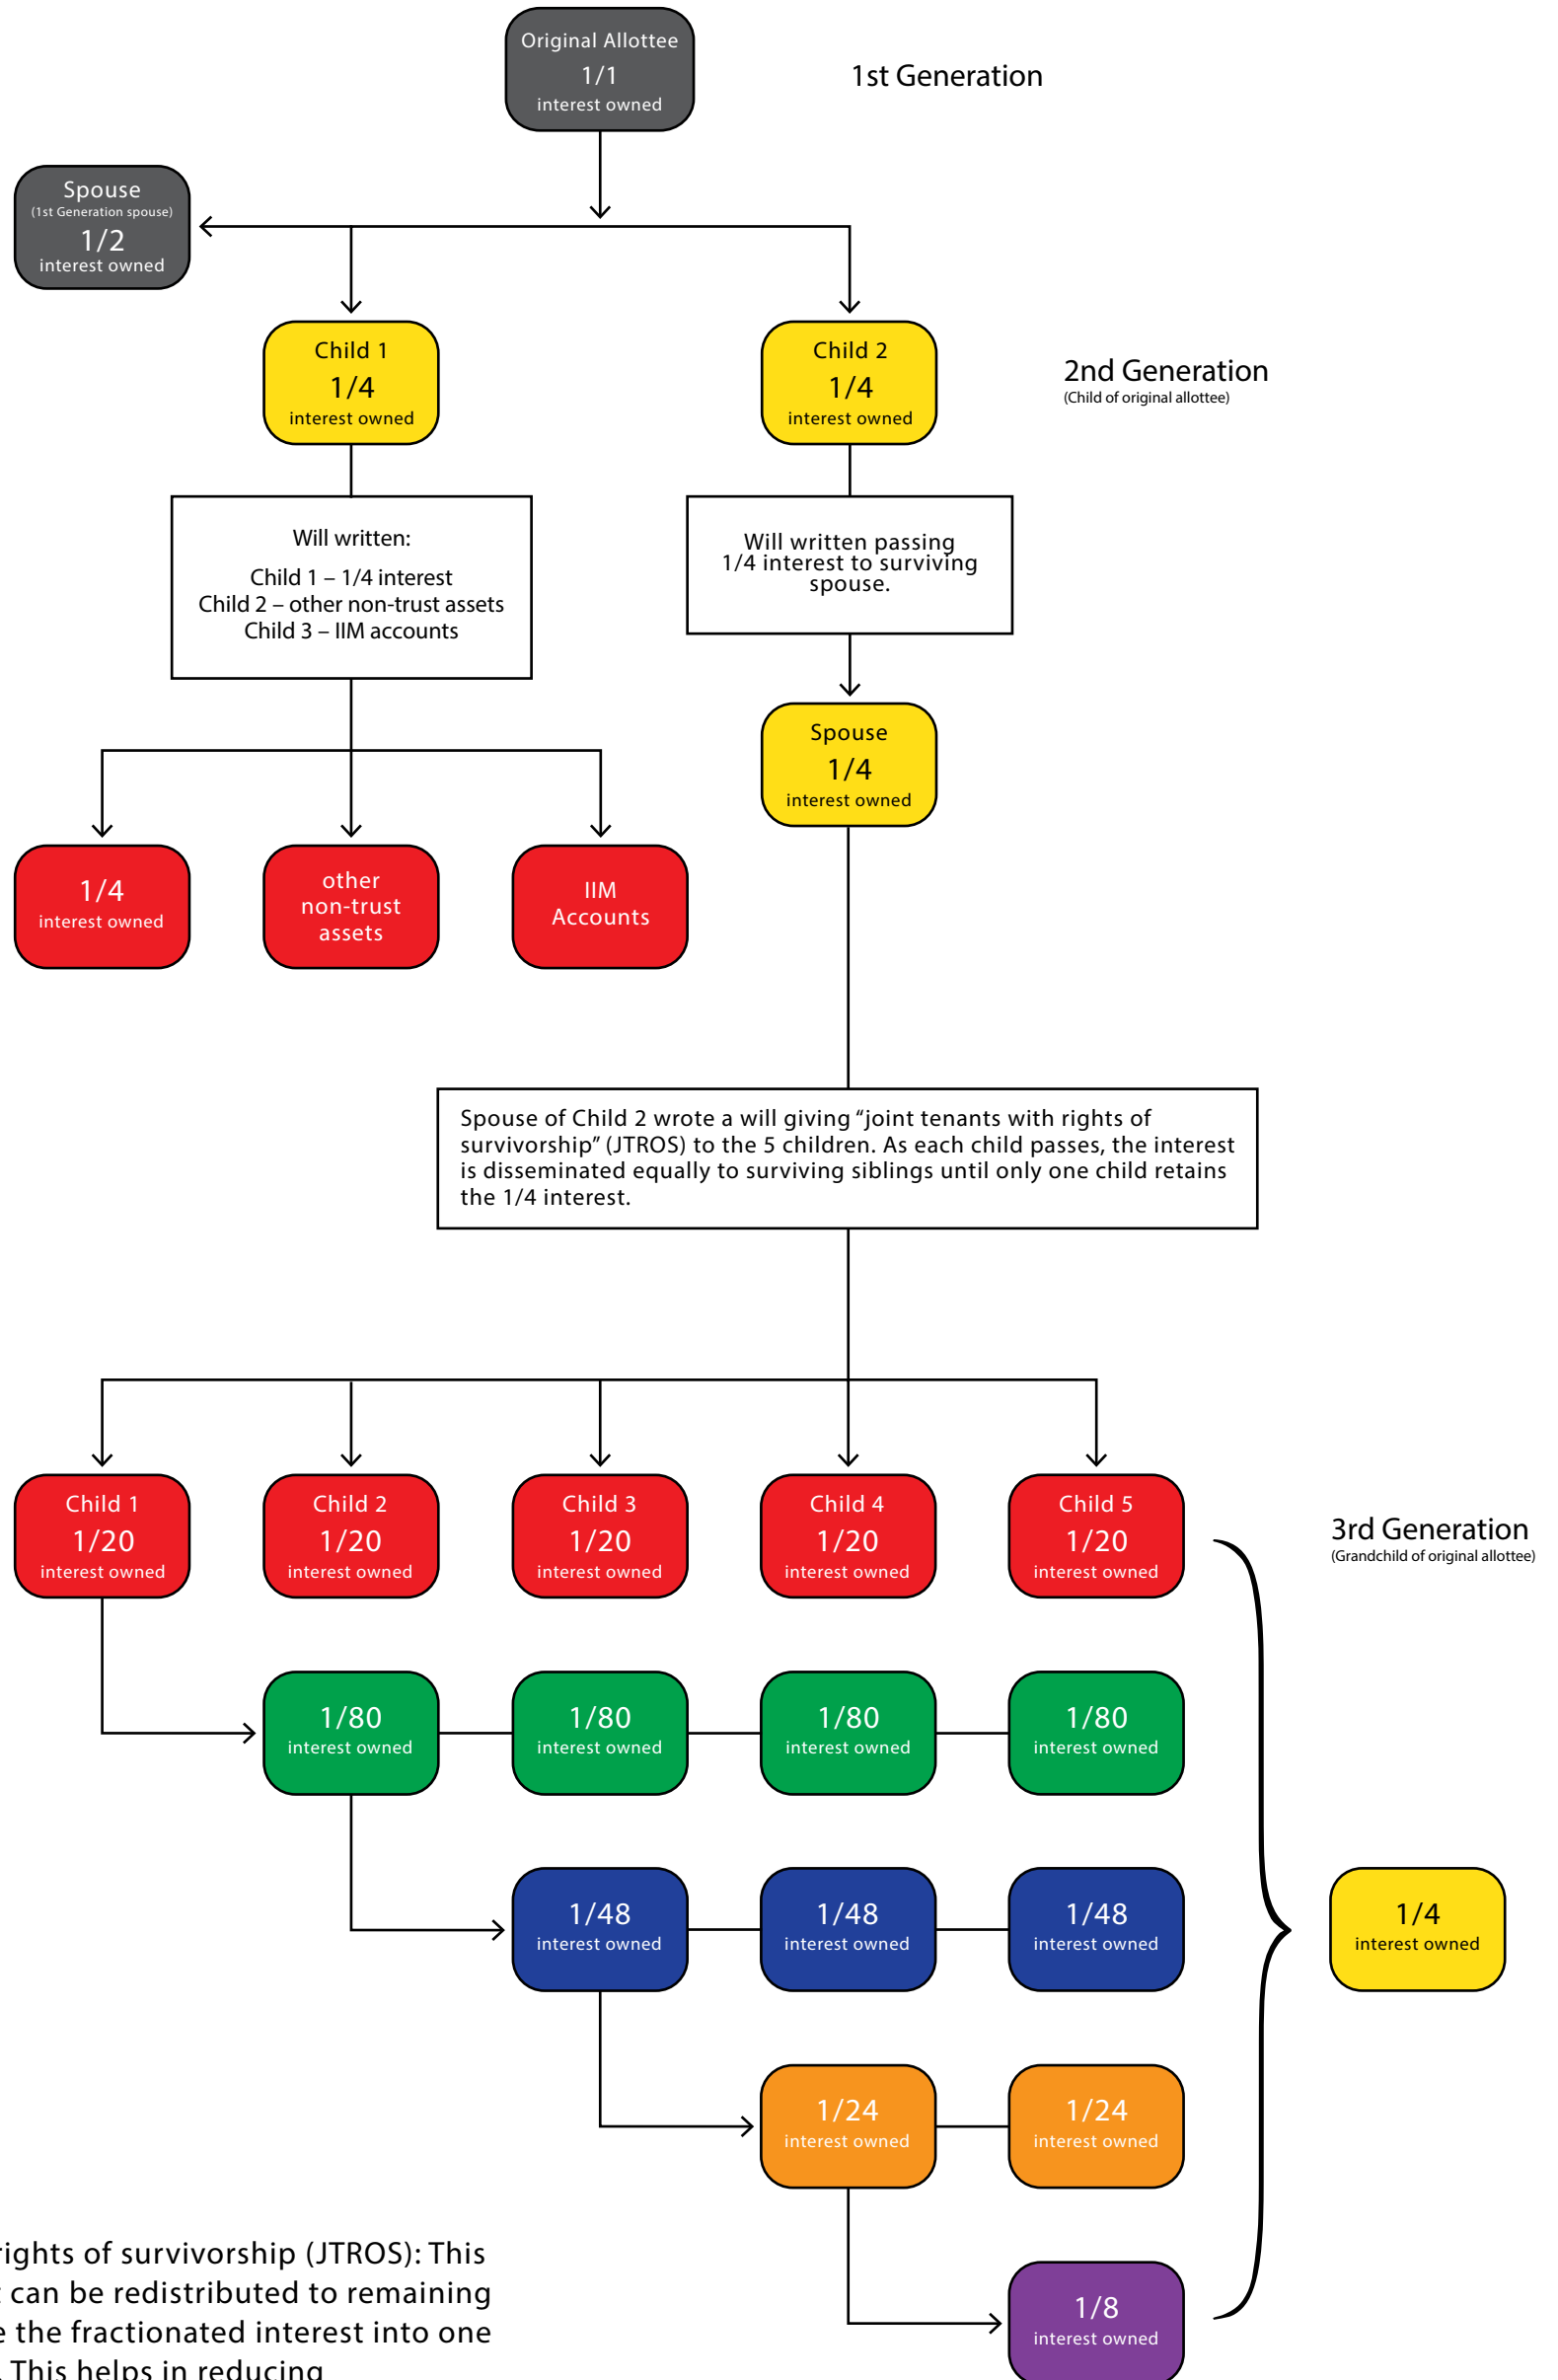 Original Allottee
1/1
interest owned
1st Generation
Spouse
(1st Generation spouse)
1/2
interest owned
Child 1
1/4
interest owned
Child 2
1/4
interest owned
2nd Generation
(Child of original allottee)
Will written:
Child 1 – 1/4 interest
Child 2 – other non-trust assets
Child 3 – IIM accounts
Will written passing
1/4 interest to surviving
spouse.
Spouse
1/4
interest owned
1/4
interest owned
other
non-trust
assets
IIM
Accounts
Spouse of Child 2 wrote a will giving “joint tenants with rights of
survivorship” (JTROS) to the 5 children. As each child passes, the interest
is disseminated equally to surviving siblings until only one child retains
the 1/4 interest.
Child 1
1/20
interest owned
Child 2
1/20
interest owned
Child 3
1/20
interest owned
Child 4
1/20
interest owned
Child 5
1/20
interest owned
3rd Generation
(Grandchild of original allottee)
1/80
interest owned
1/80
interest owned
1/80
interest owned
1/80
interest owned
1/48
interest owned
1/48
interest owned
1/48
interest owned
1/4
interest owned
1/24
interest owned
1/24
interest owned
1/8
interest owned
rights of survivorship (JTROS): This
can be redistributed to remaining
the fractionated interest into one
This helps in reducing